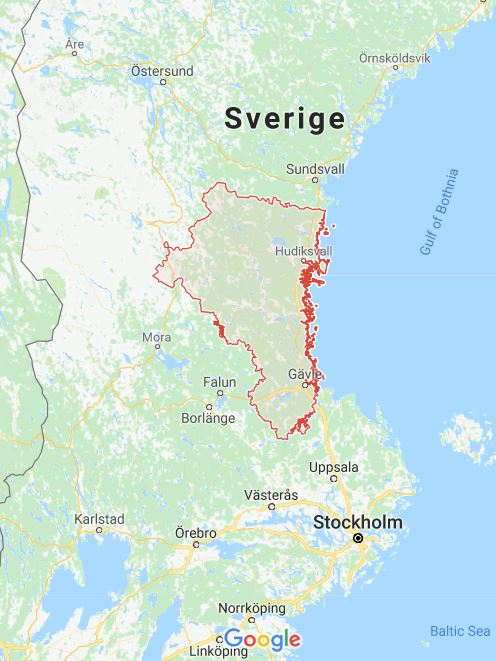 Åre
Örnsköldsvik
Östersund
Sverige
Sundsvall
Gulf of Bothnia
Hudiksvall
Mora
Gävle
Falun
Borlänge
Uppsala
Västerås
Karlstad
Stockholm
Örebro
Norrköping
Baltic Sea
Google
Linköping